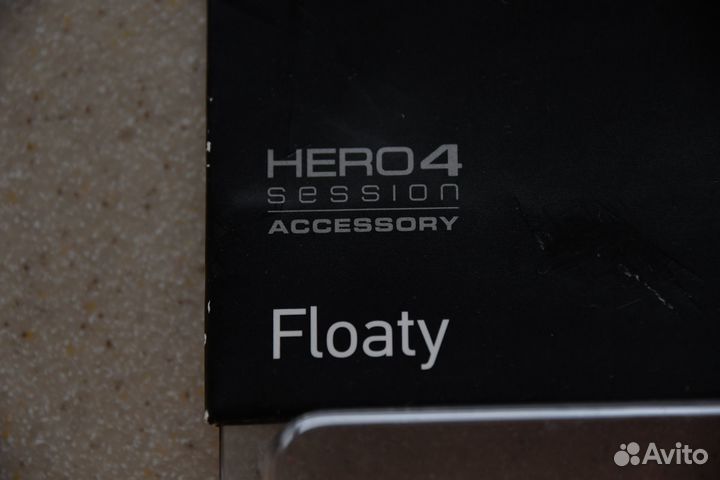 HERO4
session
ACCESSORY
Floaty
Avito